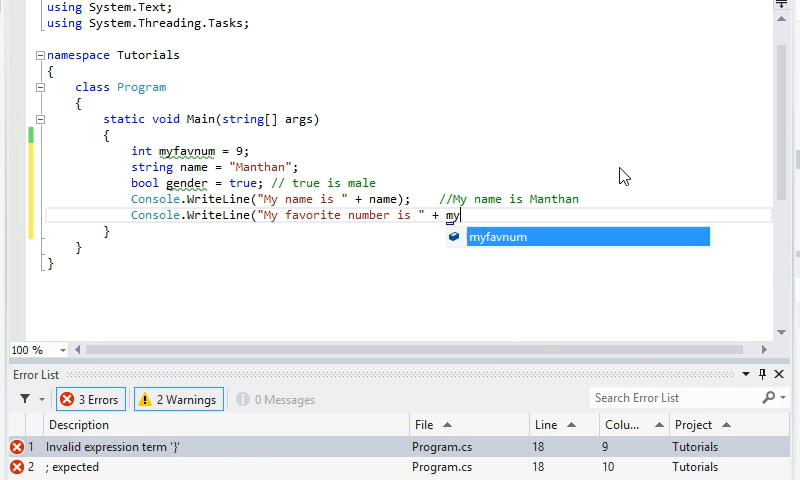 using System.Text;
using System.Threading.Tasks;
namespace Tutorials
{
class Program
{
static void Main(string[] args)
{
int myfavnum = 9;
string name = "Manthan";
bool gender = true; // true is male
Console.WriteLine("My name is " + name); //My name is Manthan
Console.WriteLine("My favorite number is " + my
myfavnum
}
}
}
100 %
Error List
3 Errors 2 Warnings 0 Messages Search Error List
Description File Line Colu... Project
1 Invalid expression term '}' Program.cs 18 9 Tutorials
2 ; expected Program.cs 18 10 Tutorials